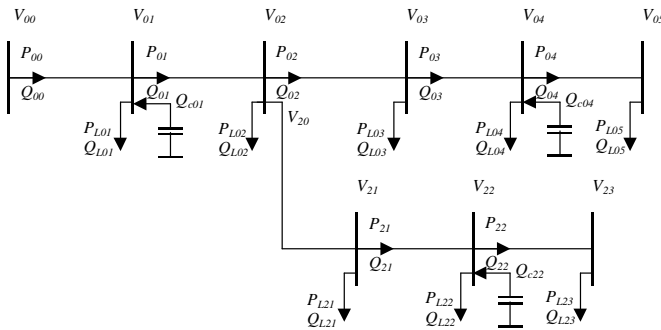 V00 V01 V02 V03 V04 V05
P00 P01 P02 P03 P04
Q00 Q01 Qc01 Q02 Q03 Q04 Qc04
PL01 QL01
PL02 QL02
V20
PL03 QL03
PL04 QL04
PL05 QL05
V21 V22 V23
P21 P22
Q21 Q22 Qc22
PL21 QL21
PL22 QL22
PL23 QL23